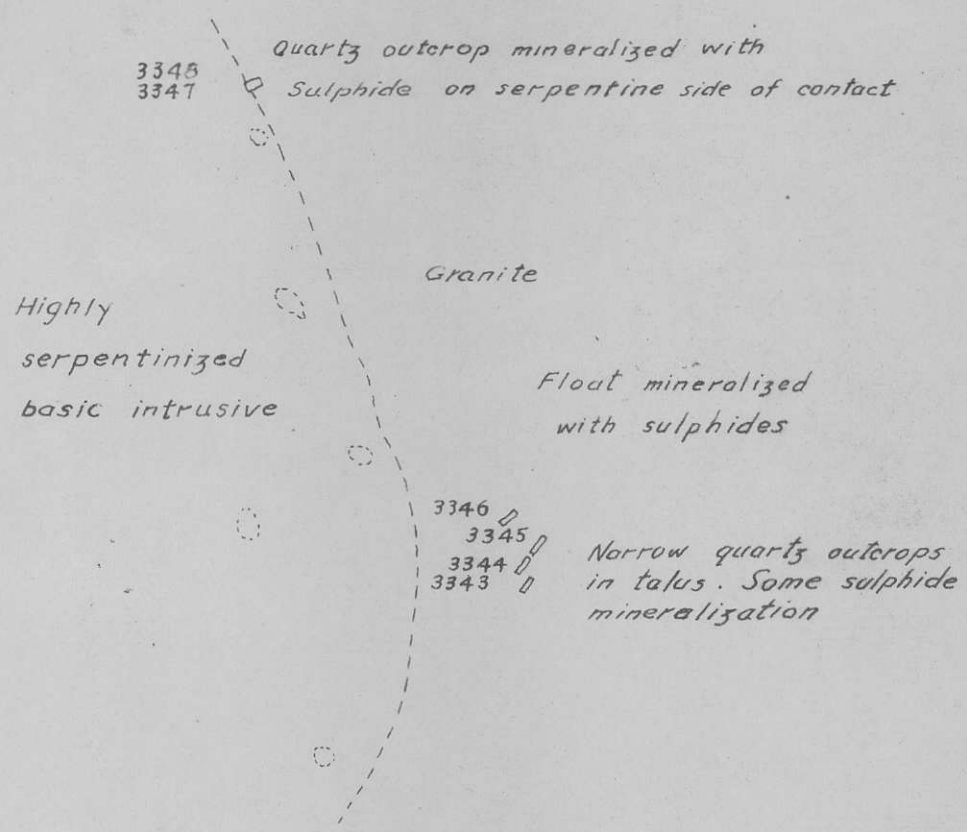 Quartz outcrop mineralized with
3348
3347
Sulphide on serpentine side of contact
Granite
Highly
serpentinized
basic intrusive
Float mineralized
with sulphides
3346
3345
3344
3343
Narrow quartz outcrops
in talus. Some sulphide
mineralization